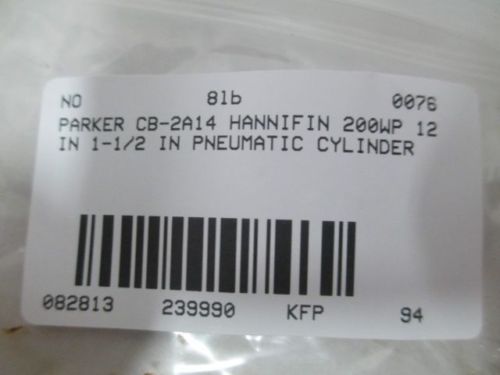 NO 8lb 0076
PARKER CB-2A14 HANNIFIN 200WP 12
IN 1-1/2 IN PNEUMATIC CYLINDER
082813 239990 KFP 94